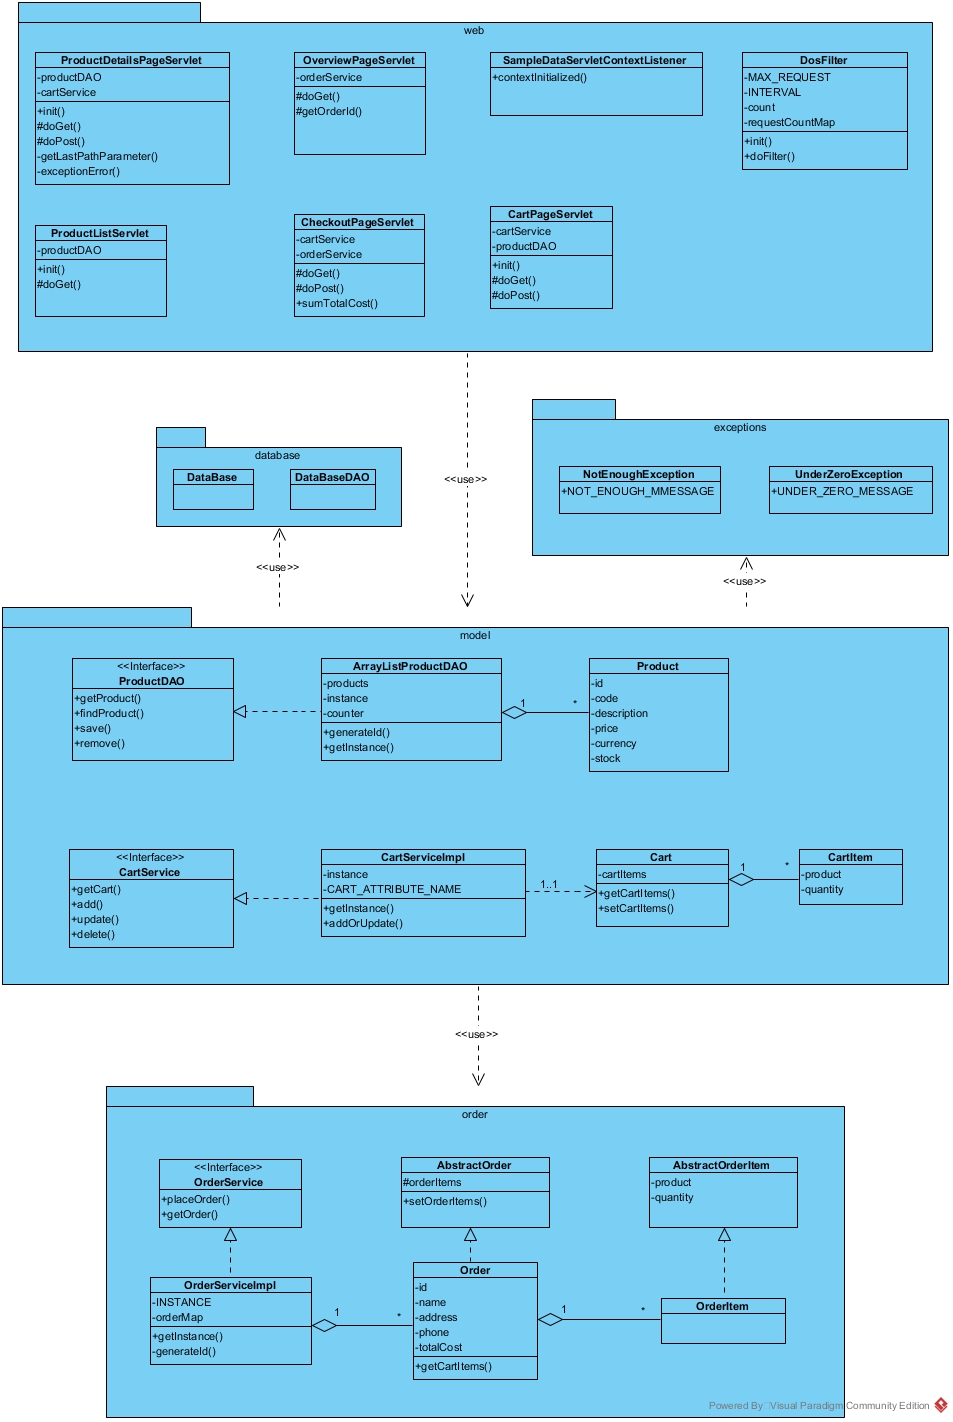 web
ProductDetailsPageServlet
-productDAO
-cartService
+init()
#doGet()
#doPost()
-getLastPathParameter()
-exceptionError()
OverviewPageServlet
-orderService
#doGet()
#getOrderId()
SampleDataServletContextListener
+contextInitialized()
DosFilter
-MAX_REQUEST
-INTERVAL
-count
-requestCountMap
+init()
+doFilter()
ProductListServlet
-productDAO
+init()
#doGet()
CheckoutPageServlet
-cartService
-orderService
#doGet()
#doPost()
+sumTotalCost()
CartPageServlet
-cartService
-productDAO
+init()
#doGet()
#doPost()
<<use>>
database
DataBase
DataBaseDAO
exceptions
NotEnoughException
+NOT_ENOUGH_MMESSAGE
UnderZeroException
+UNDER_ZERO_MESSAGE
<<use>>
<<use>>
model
<<Interface>>
ProductDAO
+getProduct()
+findProduct()
+save()
+remove()
ArrayListProductDAO
-products
-instance
-counter
+generateId()
+getInstance()
1
*
Product
-id
-code
-description
-price
-currency
-stock
<<Interface>>
CartService
+getCart()
+add()
+update()
+delete()
CartServiceImpl
-instance
-CART_ATTRIBUTE_NAME
+getInstance()
+addOrUpdate()
1..1
Cart
-cartItems
+getCartItems()
+setCartItems()
1
*
CartItem
-product
-quantity
<<use>>
order
<<Interface>>
OrderService
+placeOrder()
+getOrder()
AbstractOrder
#orderItems
+setOrderItems()
AbstractOrderItem
-product
-quantity
OrderServiceImpl
-INSTANCE
-orderMap
+getInstance()
-generateId()
1
*
Order
-id
-name
-address
-phone
-totalCost
+getCartItems()
1
*
OrderItem
Powered By Visual Paradigm Community Edition